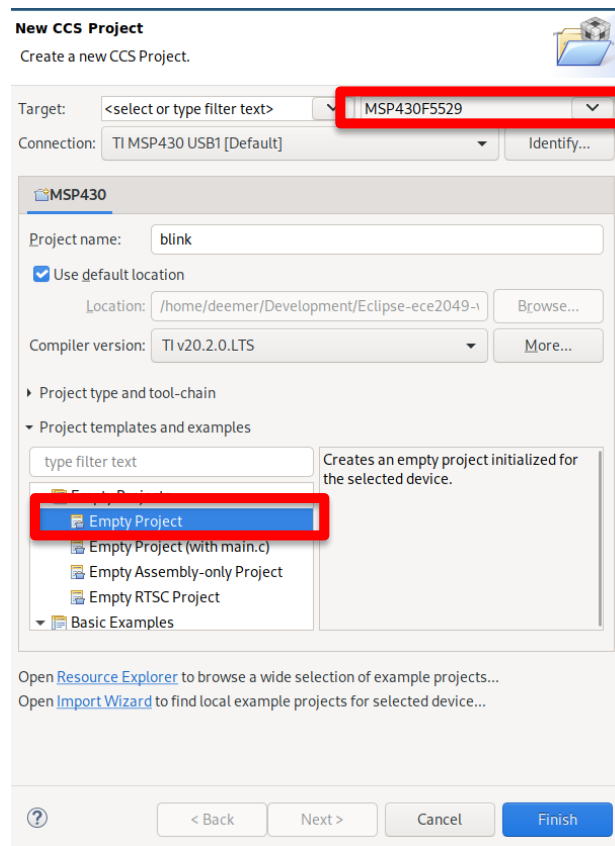 New CCS Project
Create a new CCS Project.
Target: <select or type filter text> MSP430F5529
Connection: TI MSP430 USB1 [Default] Identify...
MSP430
Project name: blink
Use default location
Location: /home/deemer/Development/Eclipse-ece2049- Browse...
Compiler version: TI v20.2.0.LTS More...
Project type and tool-chain
Project templates and examples
type filter text
Creates an empty project initialized for
the selected device.
Empty Project
Empty Project (with main.c)
Empty Assembly-only Project
Empty RTSC Project
Basic Examples
Open Resource Explorer to browse a wide selection of example projects...
Open Import Wizard to find local example projects for selected device...
? < Back Next > Cancel Finish